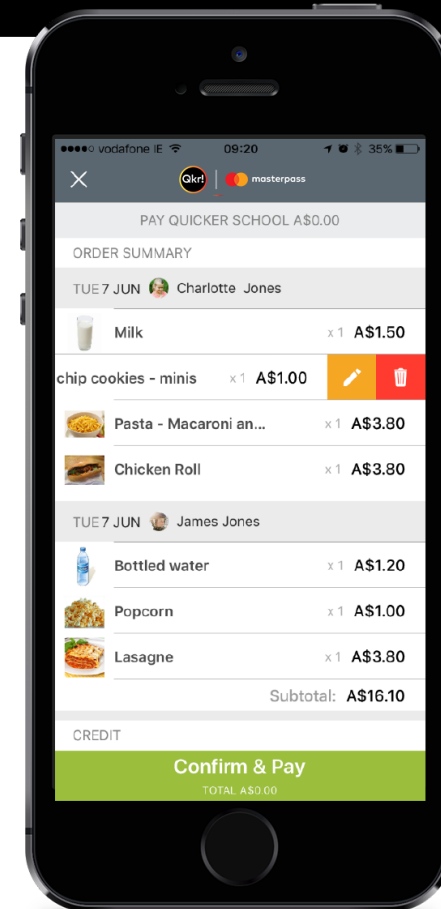 vodafone IE 09:20 35%
Qkr! masterpass
PAY QUICKER SCHOOL A$0.00
ORDER SUMMARY
TUE 7 JUN Charlotte Jones
Milk x 1 A$1.50
chip cookies - minis x 1 A$1.00
Pasta - Macaroni an... x 1 A$3.80
Chicken Roll x 1 A$3.80
TUE 7 JUN James Jones
Bottled water x 1 A$1.20
Popcorn x 1 A$1.00
Lasagne x 1 A$3.80
Subtotal: A$16.10
CREDIT
Confirm & Pay
TOTAL A$0.00